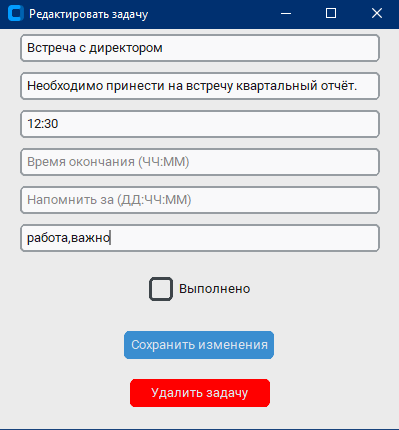 Редактировать задачу
Встреча с директором
Необходимо принести на встречу квартальный отчёт.
12:30
Время окончания (ЧЧ:ММ)
Напомнить за (ДД:ЧЧ:ММ)
работа,важно
Выполнено
Сохранить изменения
Удалить задачу